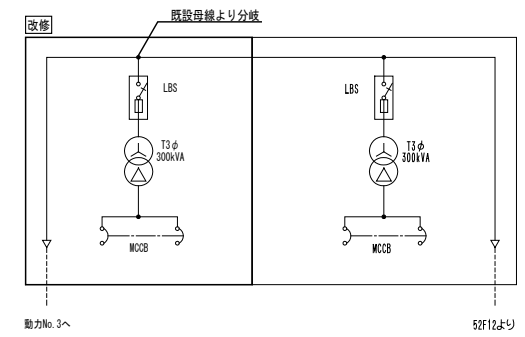 改修
既設母線より分岐
LBS
LBS
T3φ
300kVA
T3φ
300kVA
MCCB
MCCB
動力No.3へ
52F12より